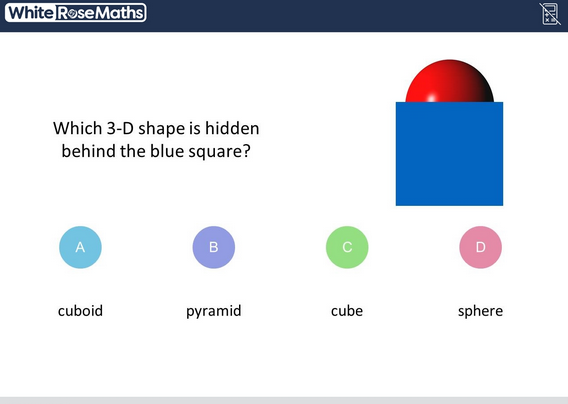 White Rose Maths
Which 3-D shape is hidden
behind the blue square?
A
B
C
D
cuboid
pyramid
cube
sphere